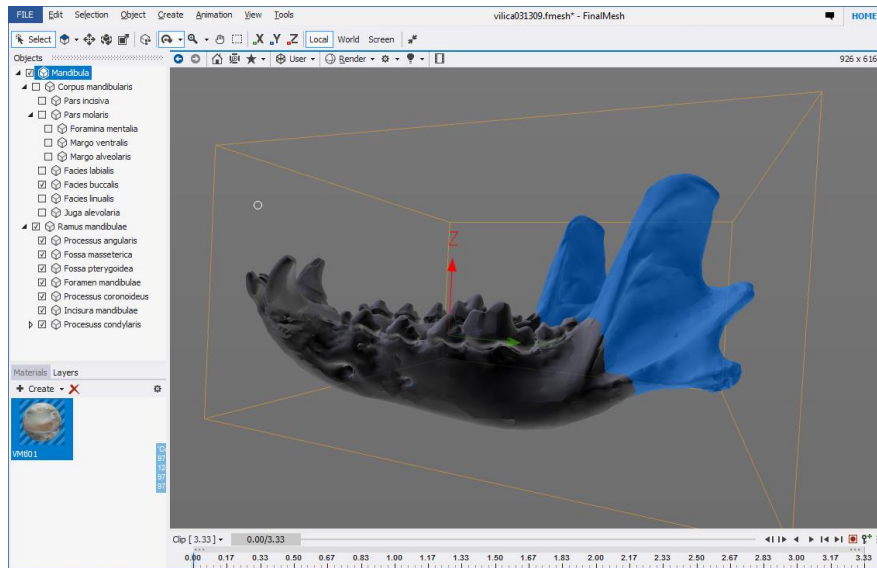 FILE Edit Selection Object Create Animation View Tools vilica031309.fmesh* - FinalMesh HOME
Select X Y Z Local World Screen
Objects User Render 926 x 616
Mandibula
Corpus mandibularis
Pars incisiva
Pars molaris
Foramina mentalia
Margo ventralis
Margo alveolaris
Facies labialis
Facies buccalis
Facies linualis
Juga alevolaria
Ramus mandibulae
Processus angularis
Fossa masseterica
Fossa pterygoidea
Foramen mandibulae
Processus coronoideus
Incisura mandibulae
Procesuss condylaris
Z
Materials Layers
Create
VMtl01
Clip [ 3.33 ] 0.00/3.33
0.00 0.17 0.33 0.50 0.67 0.83 1.00 1.17 1.33 1.50 1.67 1.83 2.00 2.17 2.33 2.50 2.67 2.83 3.00 3.17 3.33